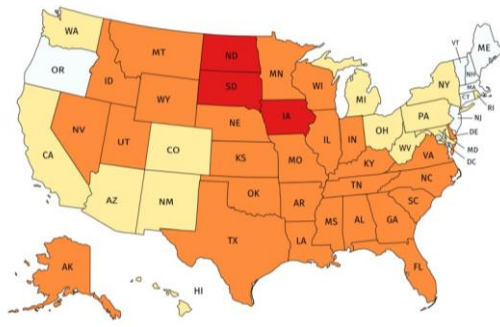 WA
VT
ME
MT
ND
OR
MN
NH
ID
SD
WI
NY
MA
WY
MI
CT
RI
IA
PA
NE
NJ
NV
OH
IL
IN
DE
UT
CO
WV
MD
VA
CA
KS
MO
KY
DC
NC
TN
AZ
NM
OK
AR
SC
MS
AL
GA
TX
LA
AK
FL
HI